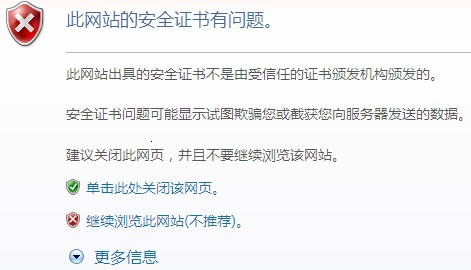 此网站的安全证书有问题。
此网站出具的安全证书不是由受信任的证书颁发机构颁发的。
安全证书问题可能显示试图欺骗您或截获您向服务器发送的数据。
建议关闭此网页，并且不要继续浏览该网站。
单击此处关闭该网页。
继续浏览此网站(不推荐)。
更多信息